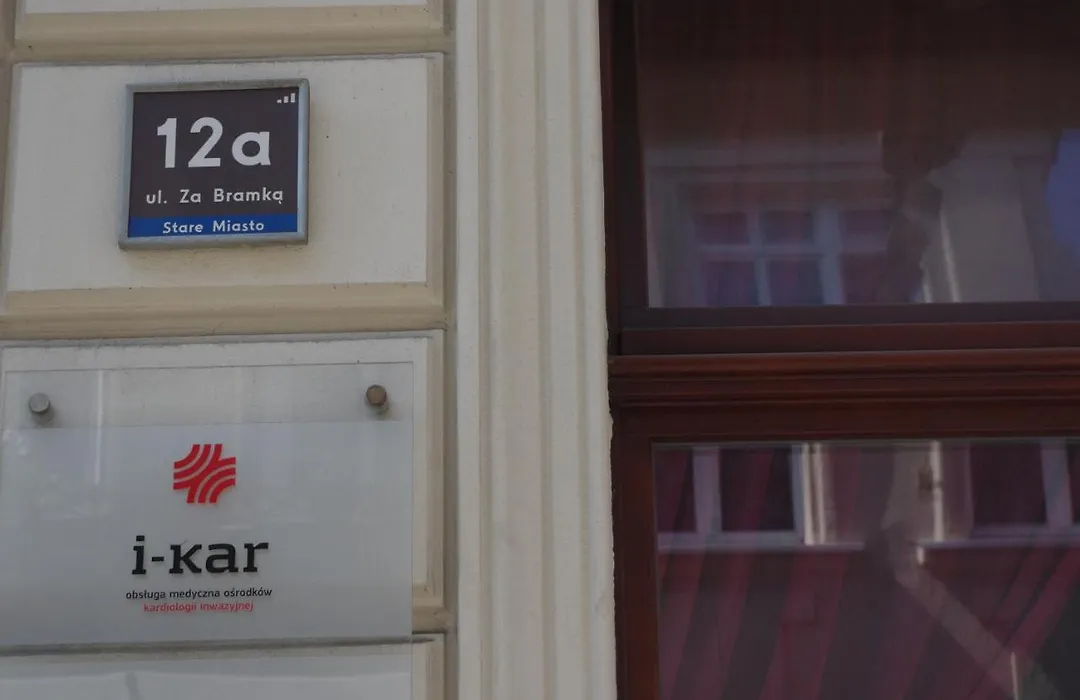 12a
ul. Za Bramką
Stare Miasto
i-kar
obsługa medyczna ośrodków
kardiologii inwazyjnej